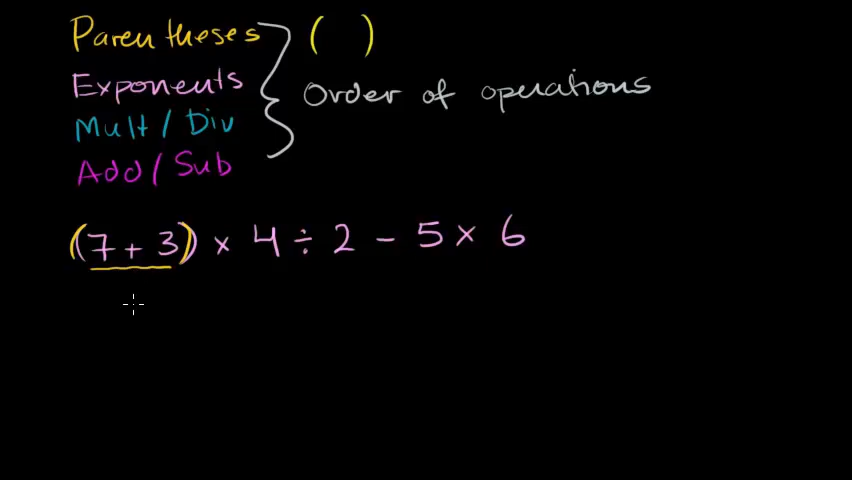 Parentheses ( )
Exponents
Order of operations
Mult / Div
Add / Sub
(7 + 3) × 4 ÷ 2 - 5 × 6